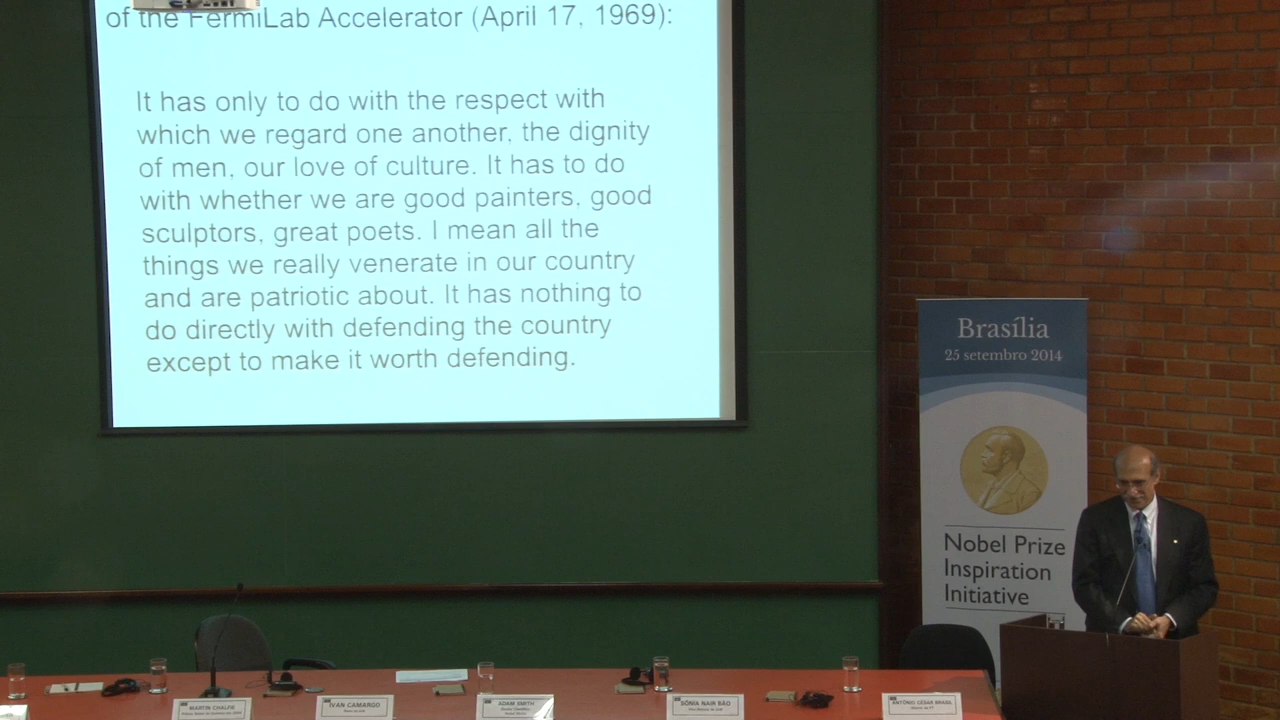 of the FermiLab Accelerator (April 17, 1969):
It has only to do with the respect with
which we regard one another, the dignity
of men, our love of culture. It has to do
with whether we are good painters, good
sculptors, great poets. I mean all the
things we really venerate in our country
and are patriotic about. It has nothing to
do directly with defending the country
except to make it worth defending.
Brasília
25 setembro 2014
Nobel Prize
Inspiration
Initiative
MARTIN CHALFIE
IVAN CAMARGO
ADAM SMITH
SÔNIA NAIR BÁO
ANTÔNIO CÉSAR BRASIL